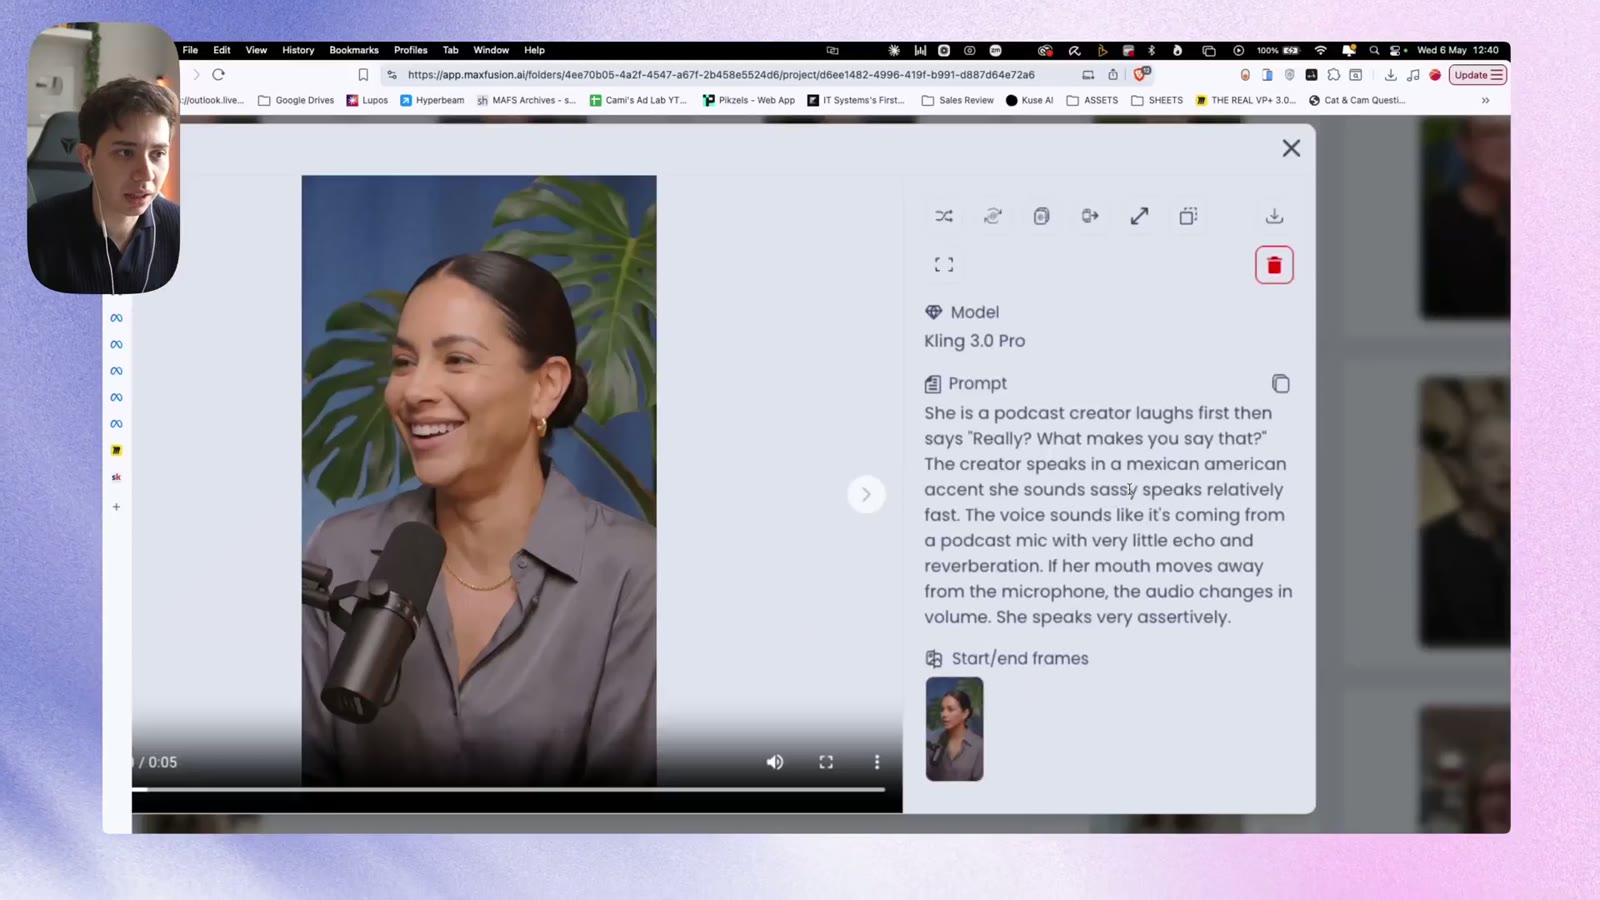 File Edit View History Bookmarks Profiles Tab Window Help
100% Wed 6 May 12:40
https://app.maxfusion.ai/folders/4ee70b05-4a2f-4547-a67f-2b458e5524d6/project/d6ee1482-4996-419f-b991-d887d64e72a6
Update
://outlook.live... Google Drives Lupos Hyperbeam sh MAFS Archives - s... Cami's Ad Lab YT... Pikzels - Web App IT Systems's First... Sales Review Kuse AI ASSETS SHEETS THE REAL VP+ 3.0... Cat & Cam Questi... »
Model
Kling 3.0 Pro
Prompt
She is a podcast creator laughs first then
says "Really? What makes you say that?"
The creator speaks in a mexican american
accent she sounds sassy speaks relatively
fast. The voice sounds like it's coming from
a podcast mic with very little echo and
reverberation. If her mouth moves away
from the microphone, the audio changes in
volume. She speaks very assertively.
Start/end frames
/ 0:05
sk